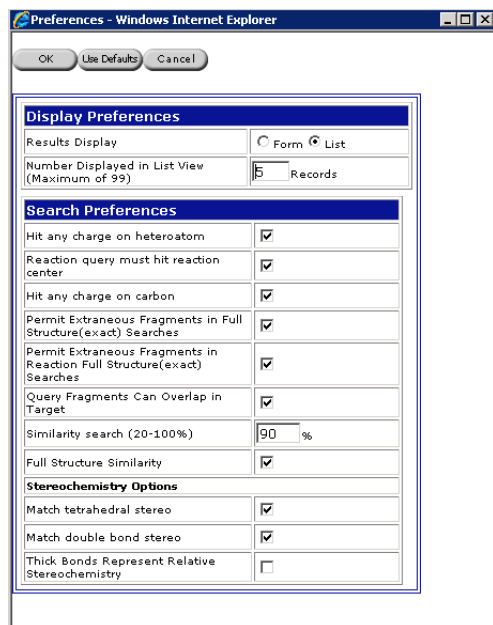 Preferences - Windows Internet Explorer
OK Use Defaults Cancel
Display Preferences
Results Display Form List
Number Displayed in List View
(Maximum of 99) 5 Records
Search Preferences
Hit any charge on heteroatom
Reaction query must hit reaction
center
Hit any charge on carbon
Permit Extraneous Fragments in Full
Structure(exact) Searches
Permit Extraneous Fragments in
Reaction Full Structure(exact)
Searches
Query Fragments Can Overlap in
Target
Similarity search (20-100%) 90 %
Full Structure Similarity
Stereochemistry Options
Match tetrahedral stereo
Match double bond stereo
Thick Bonds Represent Relative
Stereochemistry